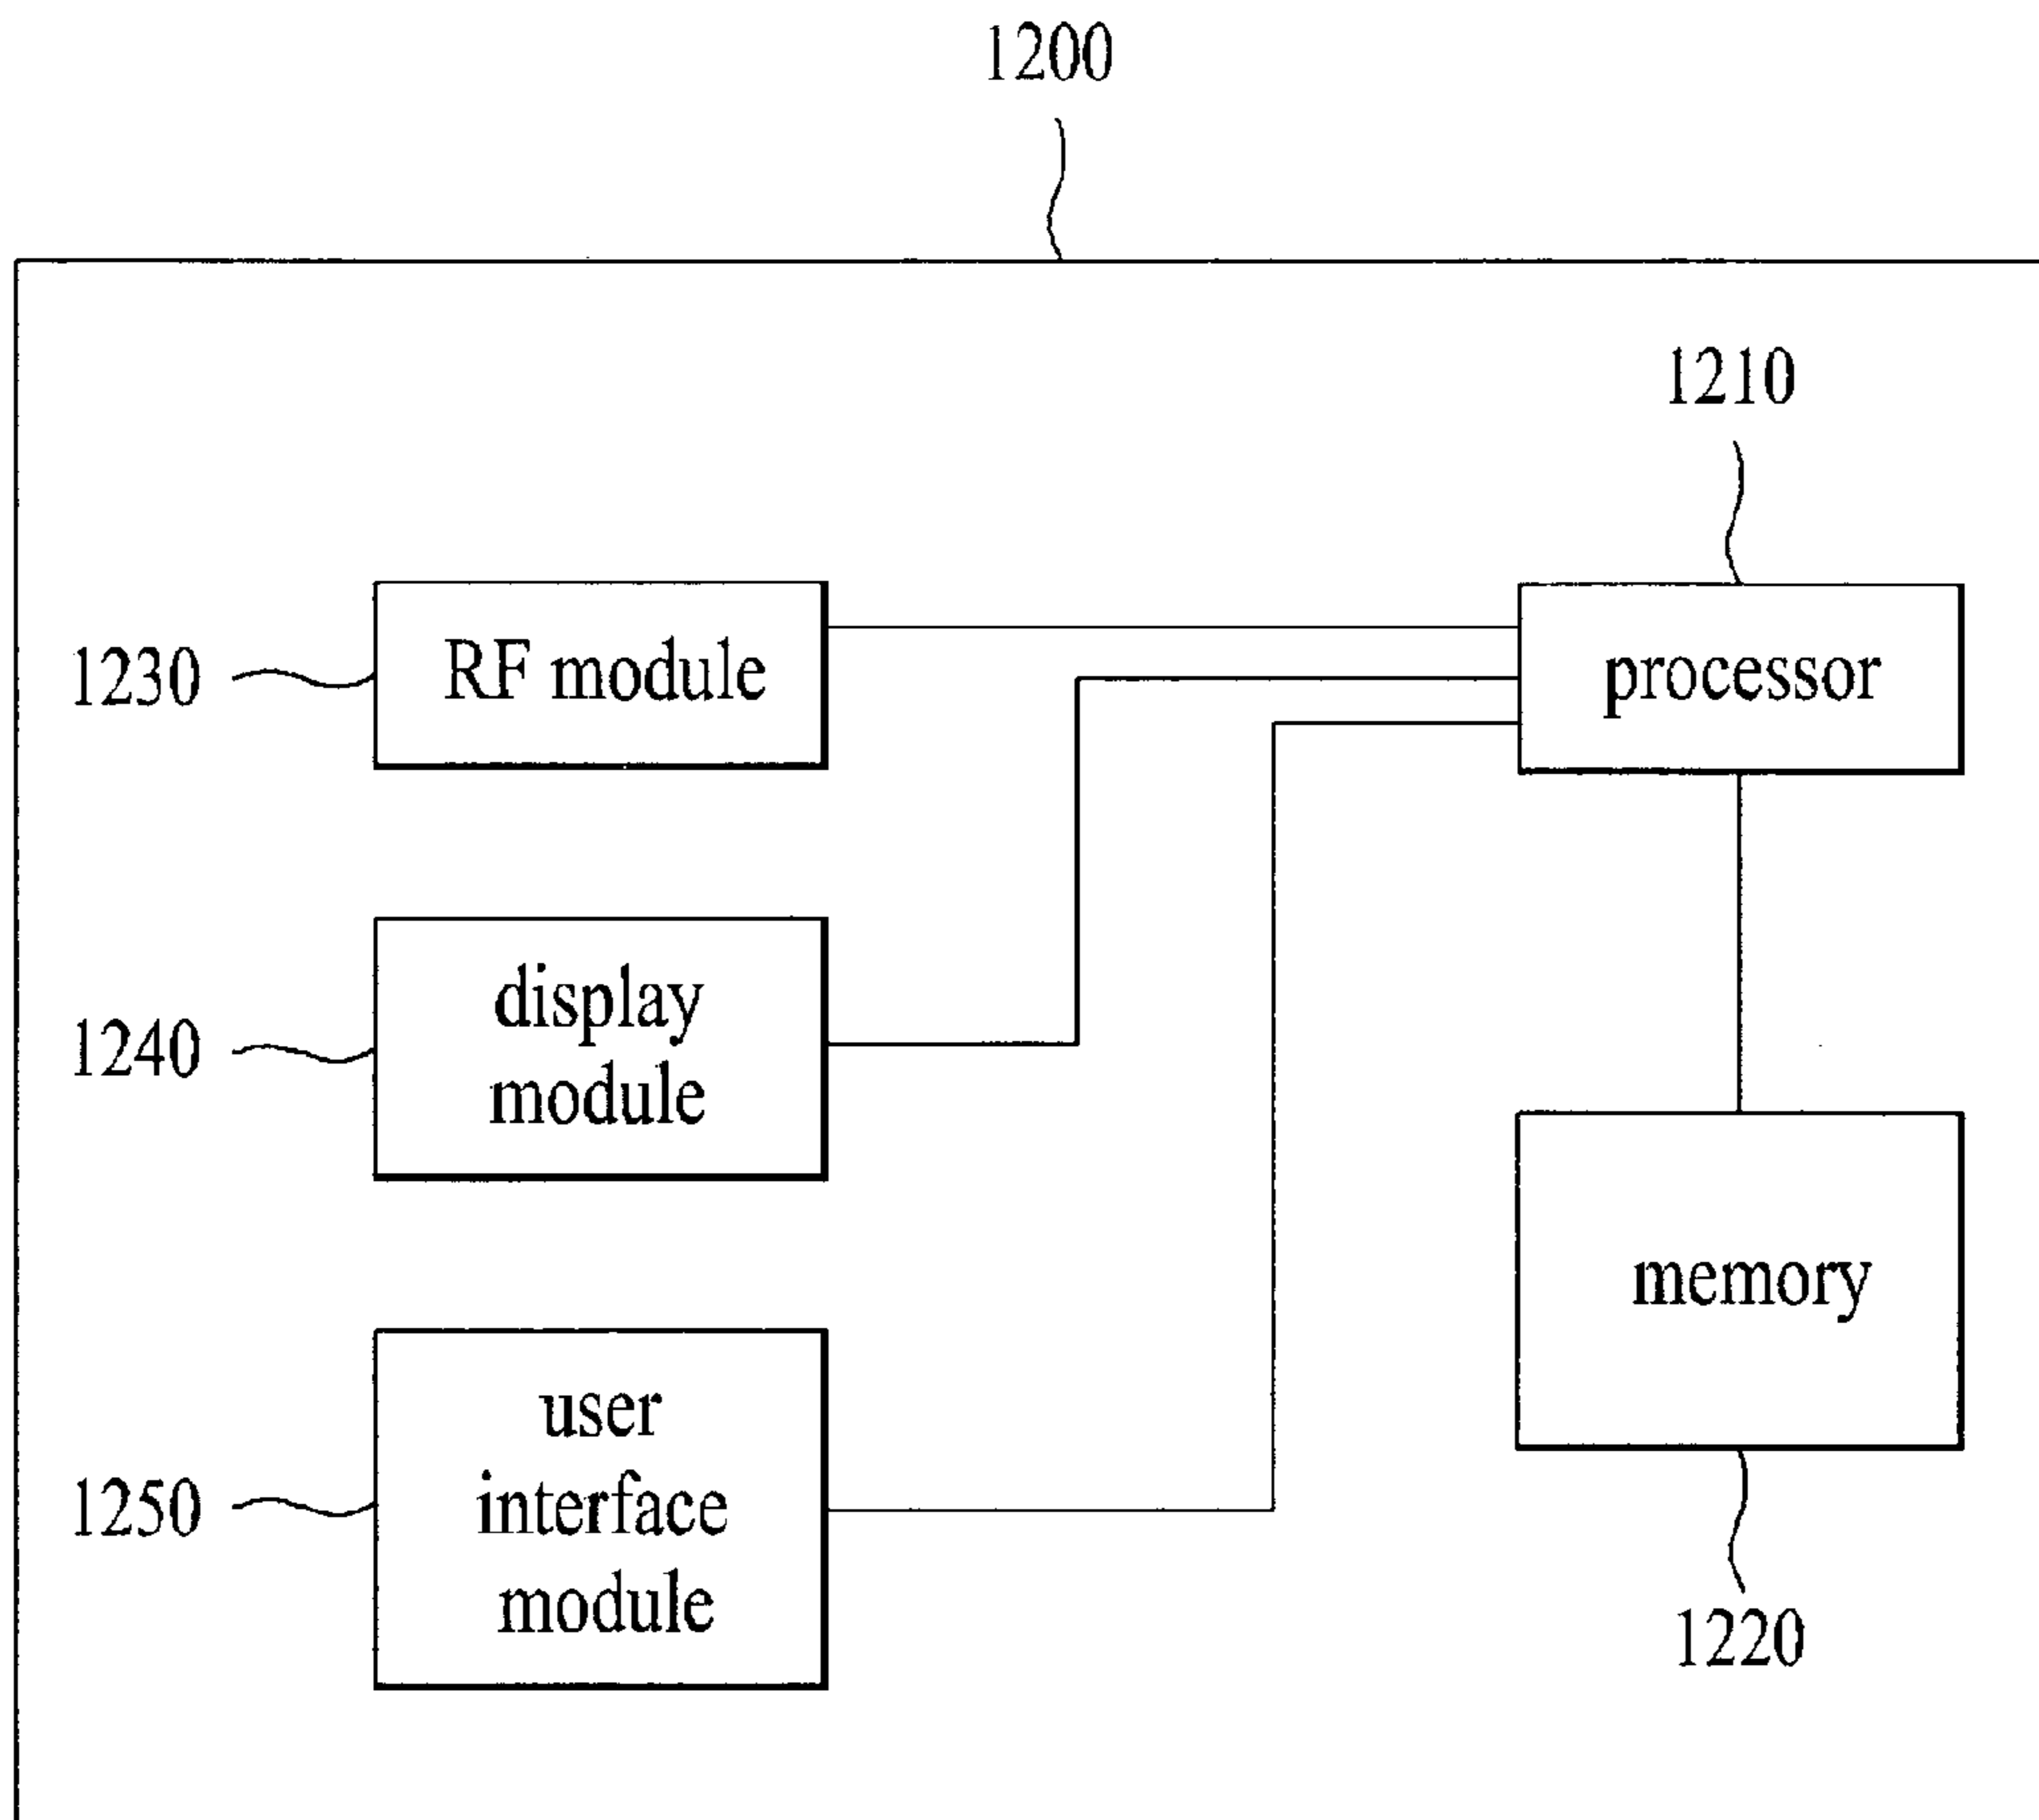 1200
1210
1230
RF module
processor
1240
display
module
memory
1250
user
interface
module
1220